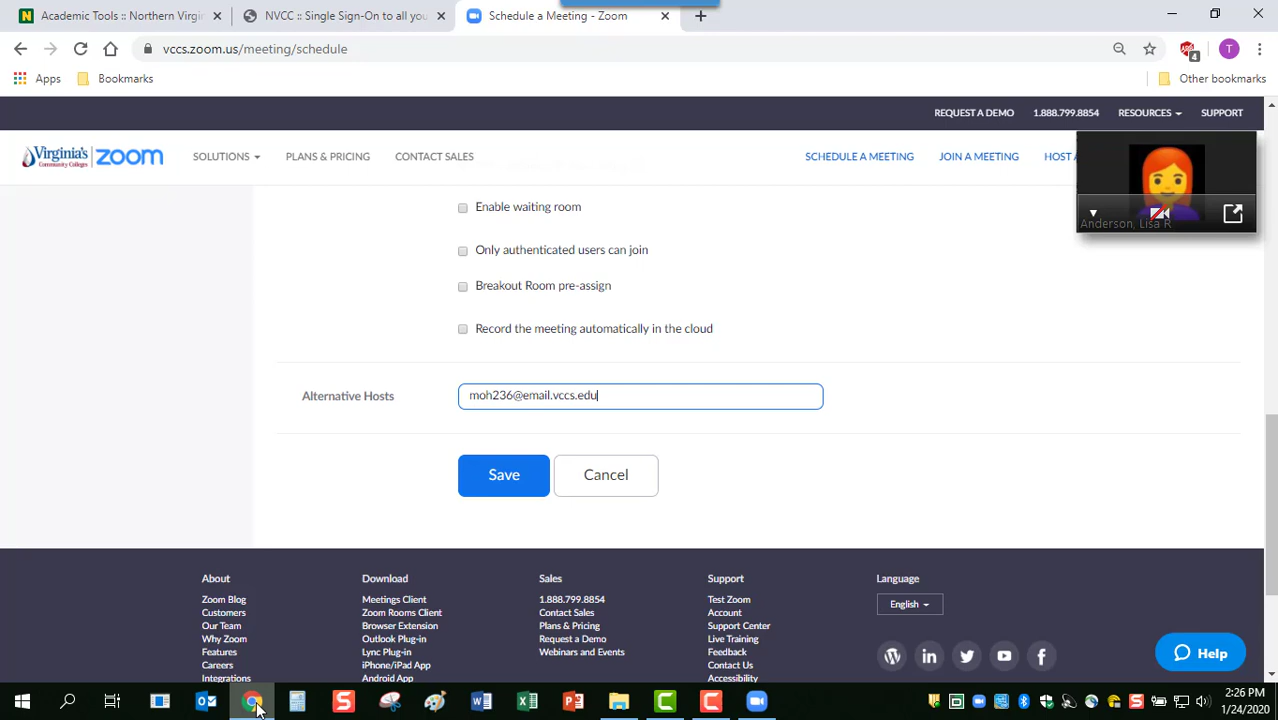 Academic Tools :: Northern Virgin
NVCC :: Single Sign-On to all you
Schedule a Meeting - Zoom
vccs.zoom.us/meeting/schedule
4
T
Apps
Bookmarks
Other bookmarks
REQUEST A DEMO
1.888.799.8854
RESOURCES
SUPPORT
Virginia's
Community Colleges
zoom
SOLUTIONS
PLANS & PRICING
CONTACT SALES
SCHEDULE A MEETING
JOIN A MEETING
HOST A
Anderson, Lisa R
Enable waiting room
Only authenticated users can join
Breakout Room pre-assign
Record the meeting automatically in the cloud
Alternative Hosts
moh236@email.vccs.edu
Save
Cancel
About
Download
Sales
Support
Language
Zoom Blog
Meetings Client
1.888.799.8854
Test Zoom
English
Customers
Zoom Rooms Client
Contact Sales
Account
Our Team
Browser Extension
Plans & Pricing
Support Center
Why Zoom
Outlook Plug-in
Request a Demo
Live Training
Features
Lync Plug-in
Webinars and Events
Feedback
Careers
iPhone/iPad App
Contact Us
Integrations
Android App
Accessibility
Help
2:26 PM
1/24/2020